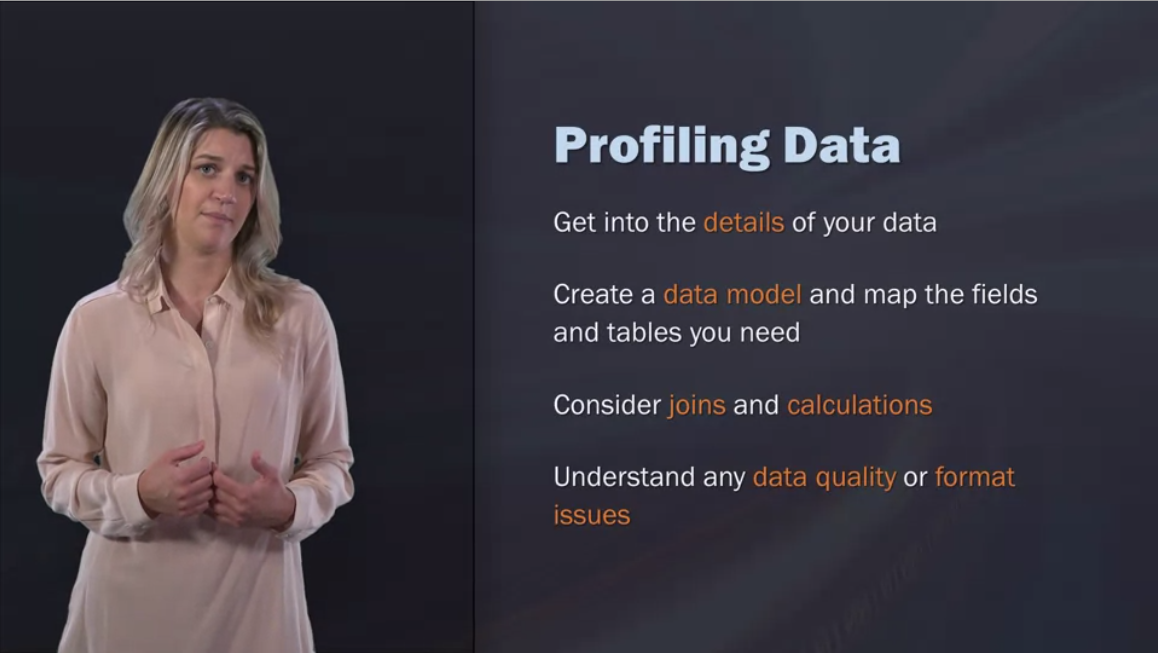 Profiling Data
Get into the details of your data
Create a data model and map the fields
and tables you need
Consider joins and calculations
Understand any data quality or format
issues